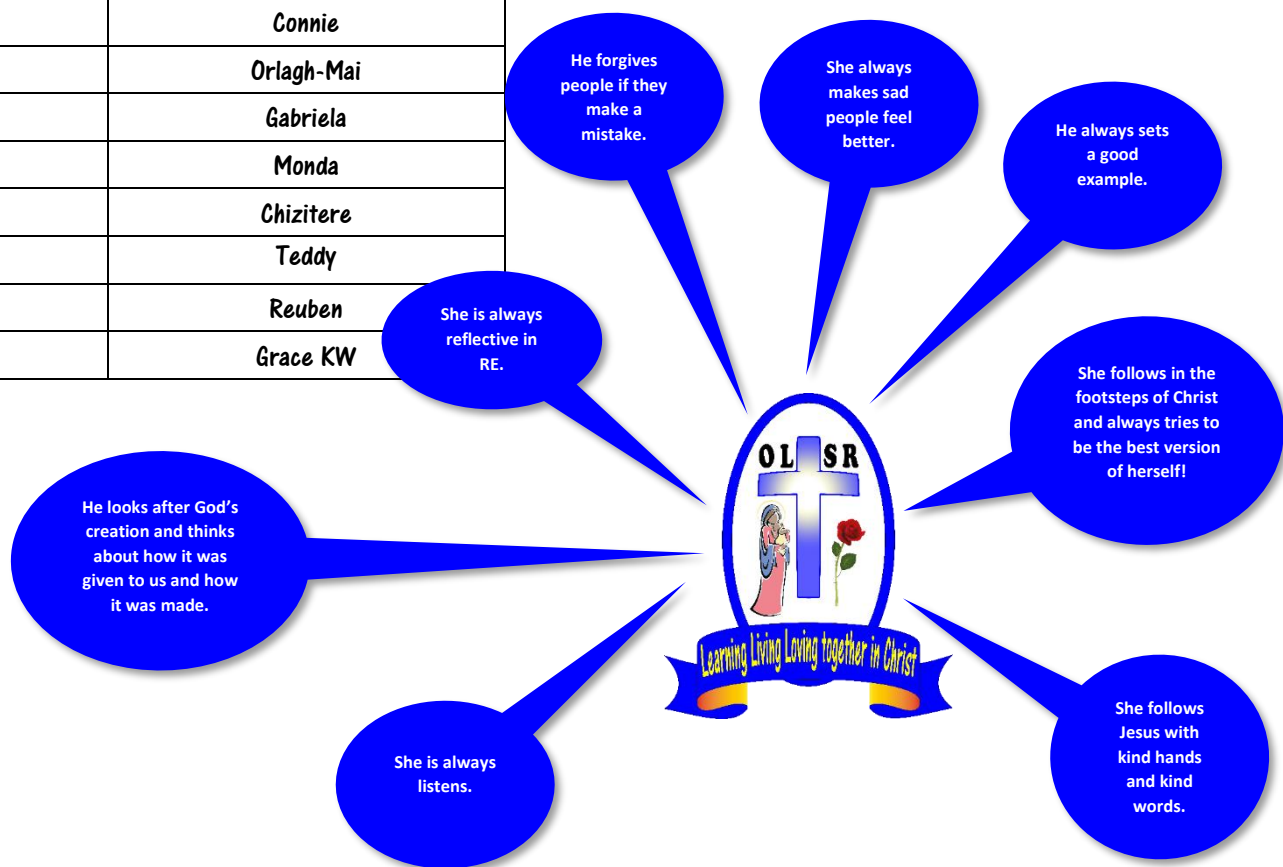 Connie
Orlagh-Mai
Gabriela
Monda
Chizitere
Teddy
Reuben
Grace KW
He forgives
people if they
make a
mistake.
She always
makes sad
people feel
better.
He always sets
a good
example.
She is always
reflective in
RE.
She follows in the
footsteps of Christ
and always tries to
be the best version
of herself!
He looks after God’s
creation and thinks
about how it was
given to us and how
it was made.
OL SR
Learning Living Loving together in Christ
She is always
listens.
She follows
Jesus with
kind hands
and kind
words.